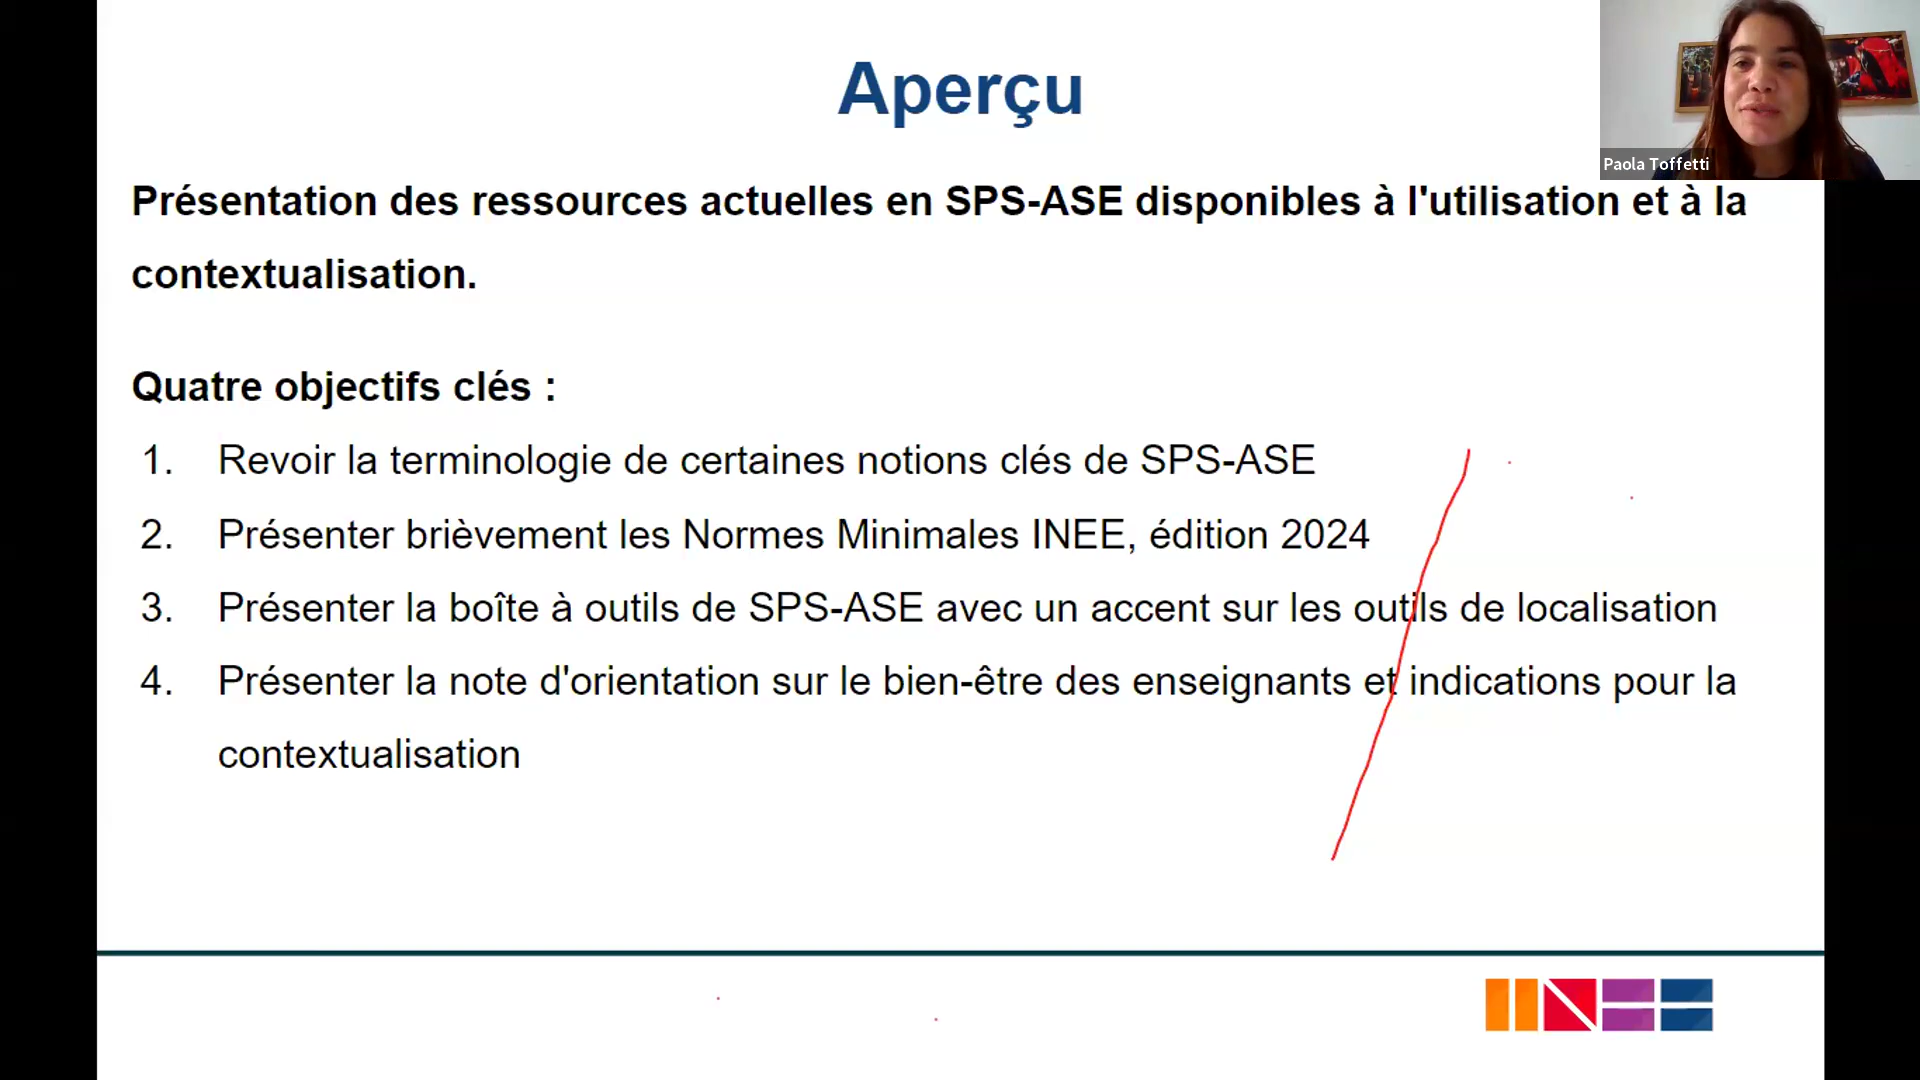 Aperçu
Paola Toffetti
Présentation des ressources actuelles en SPS-ASE disponibles à l'utilisation et à la
contextualisation.
Quatre objectifs clés :
1. Revoir la terminologie de certaines notions clés de SPS-ASE
2. Présenter brièvement les Normes Minimales INEE, édition 2024
3. Présenter la boîte à outils de SPS-ASE avec un accent sur les outils de localisation
4. Présenter la note d'orientation sur le bien-être des enseignants et indications pour la
contextualisation
INEE